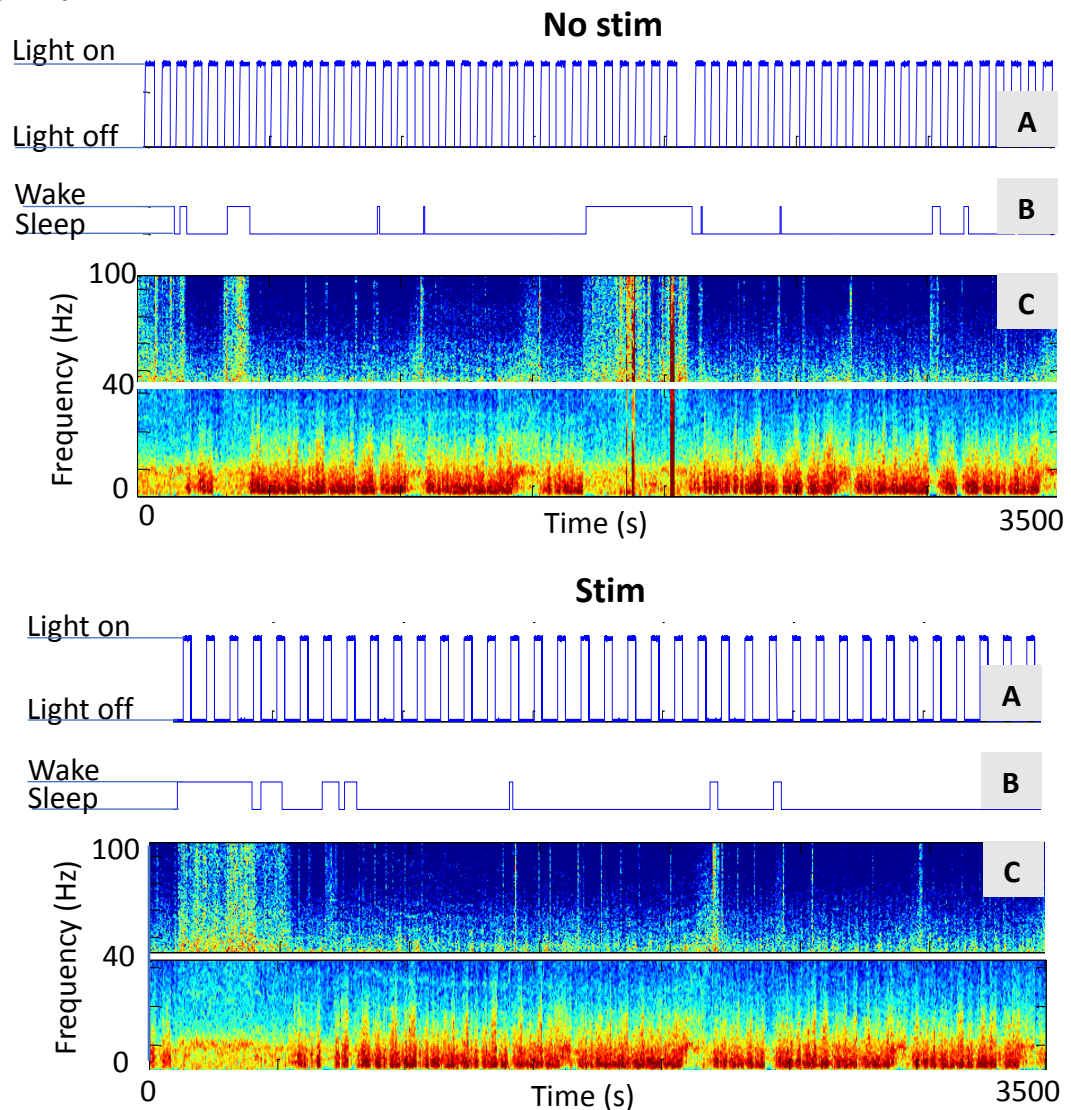 No stim
Light on
Light off
A
Wake
Sleep
B
100
C
Frequency (Hz)
40
40
0
0
Time (s)
3500
Stim
Light on
Light off
A
Wake
Sleep
B
100
C
Frequency (Hz)
40
0
0
Time (s)
3500